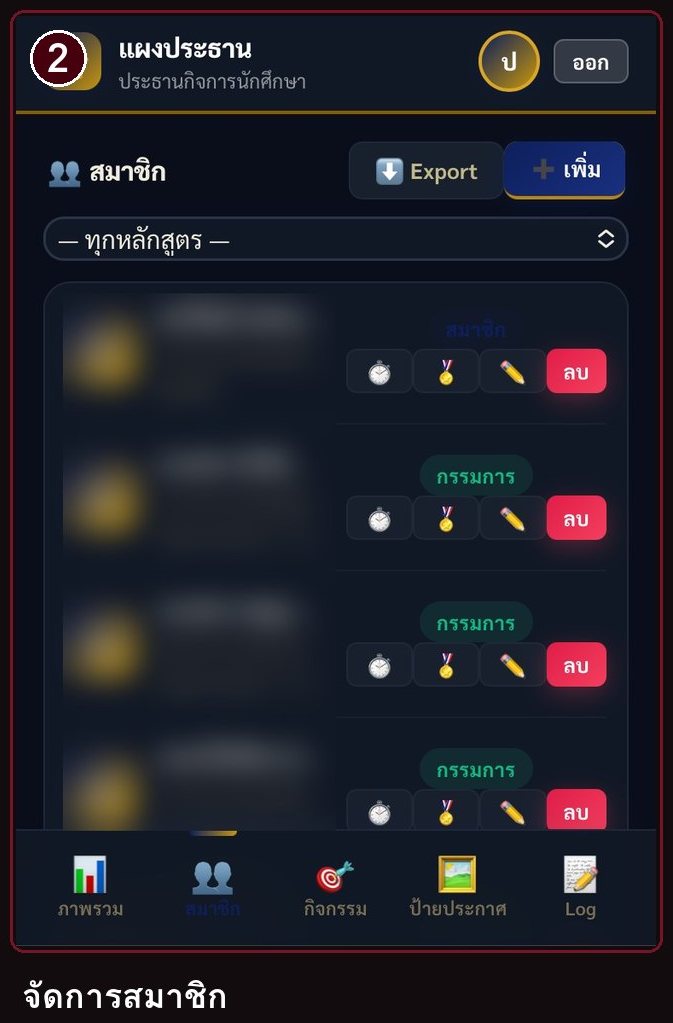 2
แผงประธาน
ประธานกิจการนักศึกษา
ป
ออก
สมาชิก
Export
เพิ่ม
— ทุกหลักสูตร —
สมาชิก
ลบ
กรรมการ
ลบ
กรรมการ
ลบ
กรรมการ
ลบ
ภาพรวม
สมาชิก
กิจกรรม
ป้ายประกาศ
Log
จัดการสมาชิก